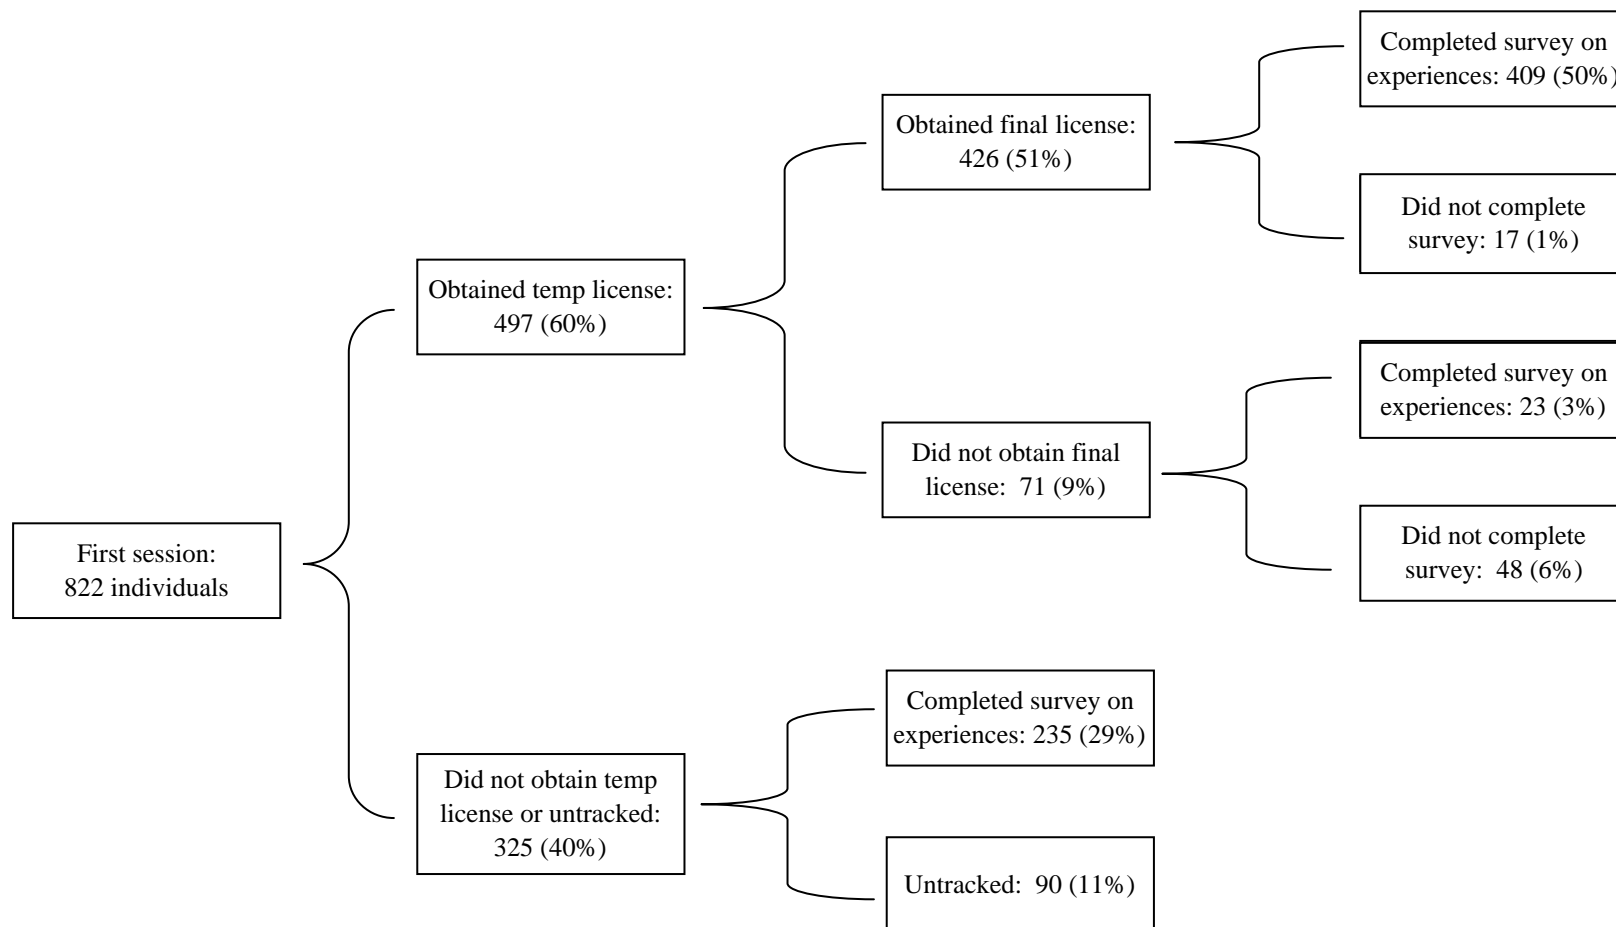 First session:
822 individuals
Obtained temp license:
497 (60%)
Did not obtain temp
license or untracked:
325 (40%)
Obtained final license:
426 (51%)
Did not obtain final
license:  71 (9%)
Completed survey on
experiences: 235 (29%)
Untracked:  90 (11%)
Completed survey on
experiences: 409 (50%)
Did not complete
survey: 17 (1%)
Completed survey on
experiences: 23 (3%)
Did not complete
survey:  48 (6%)